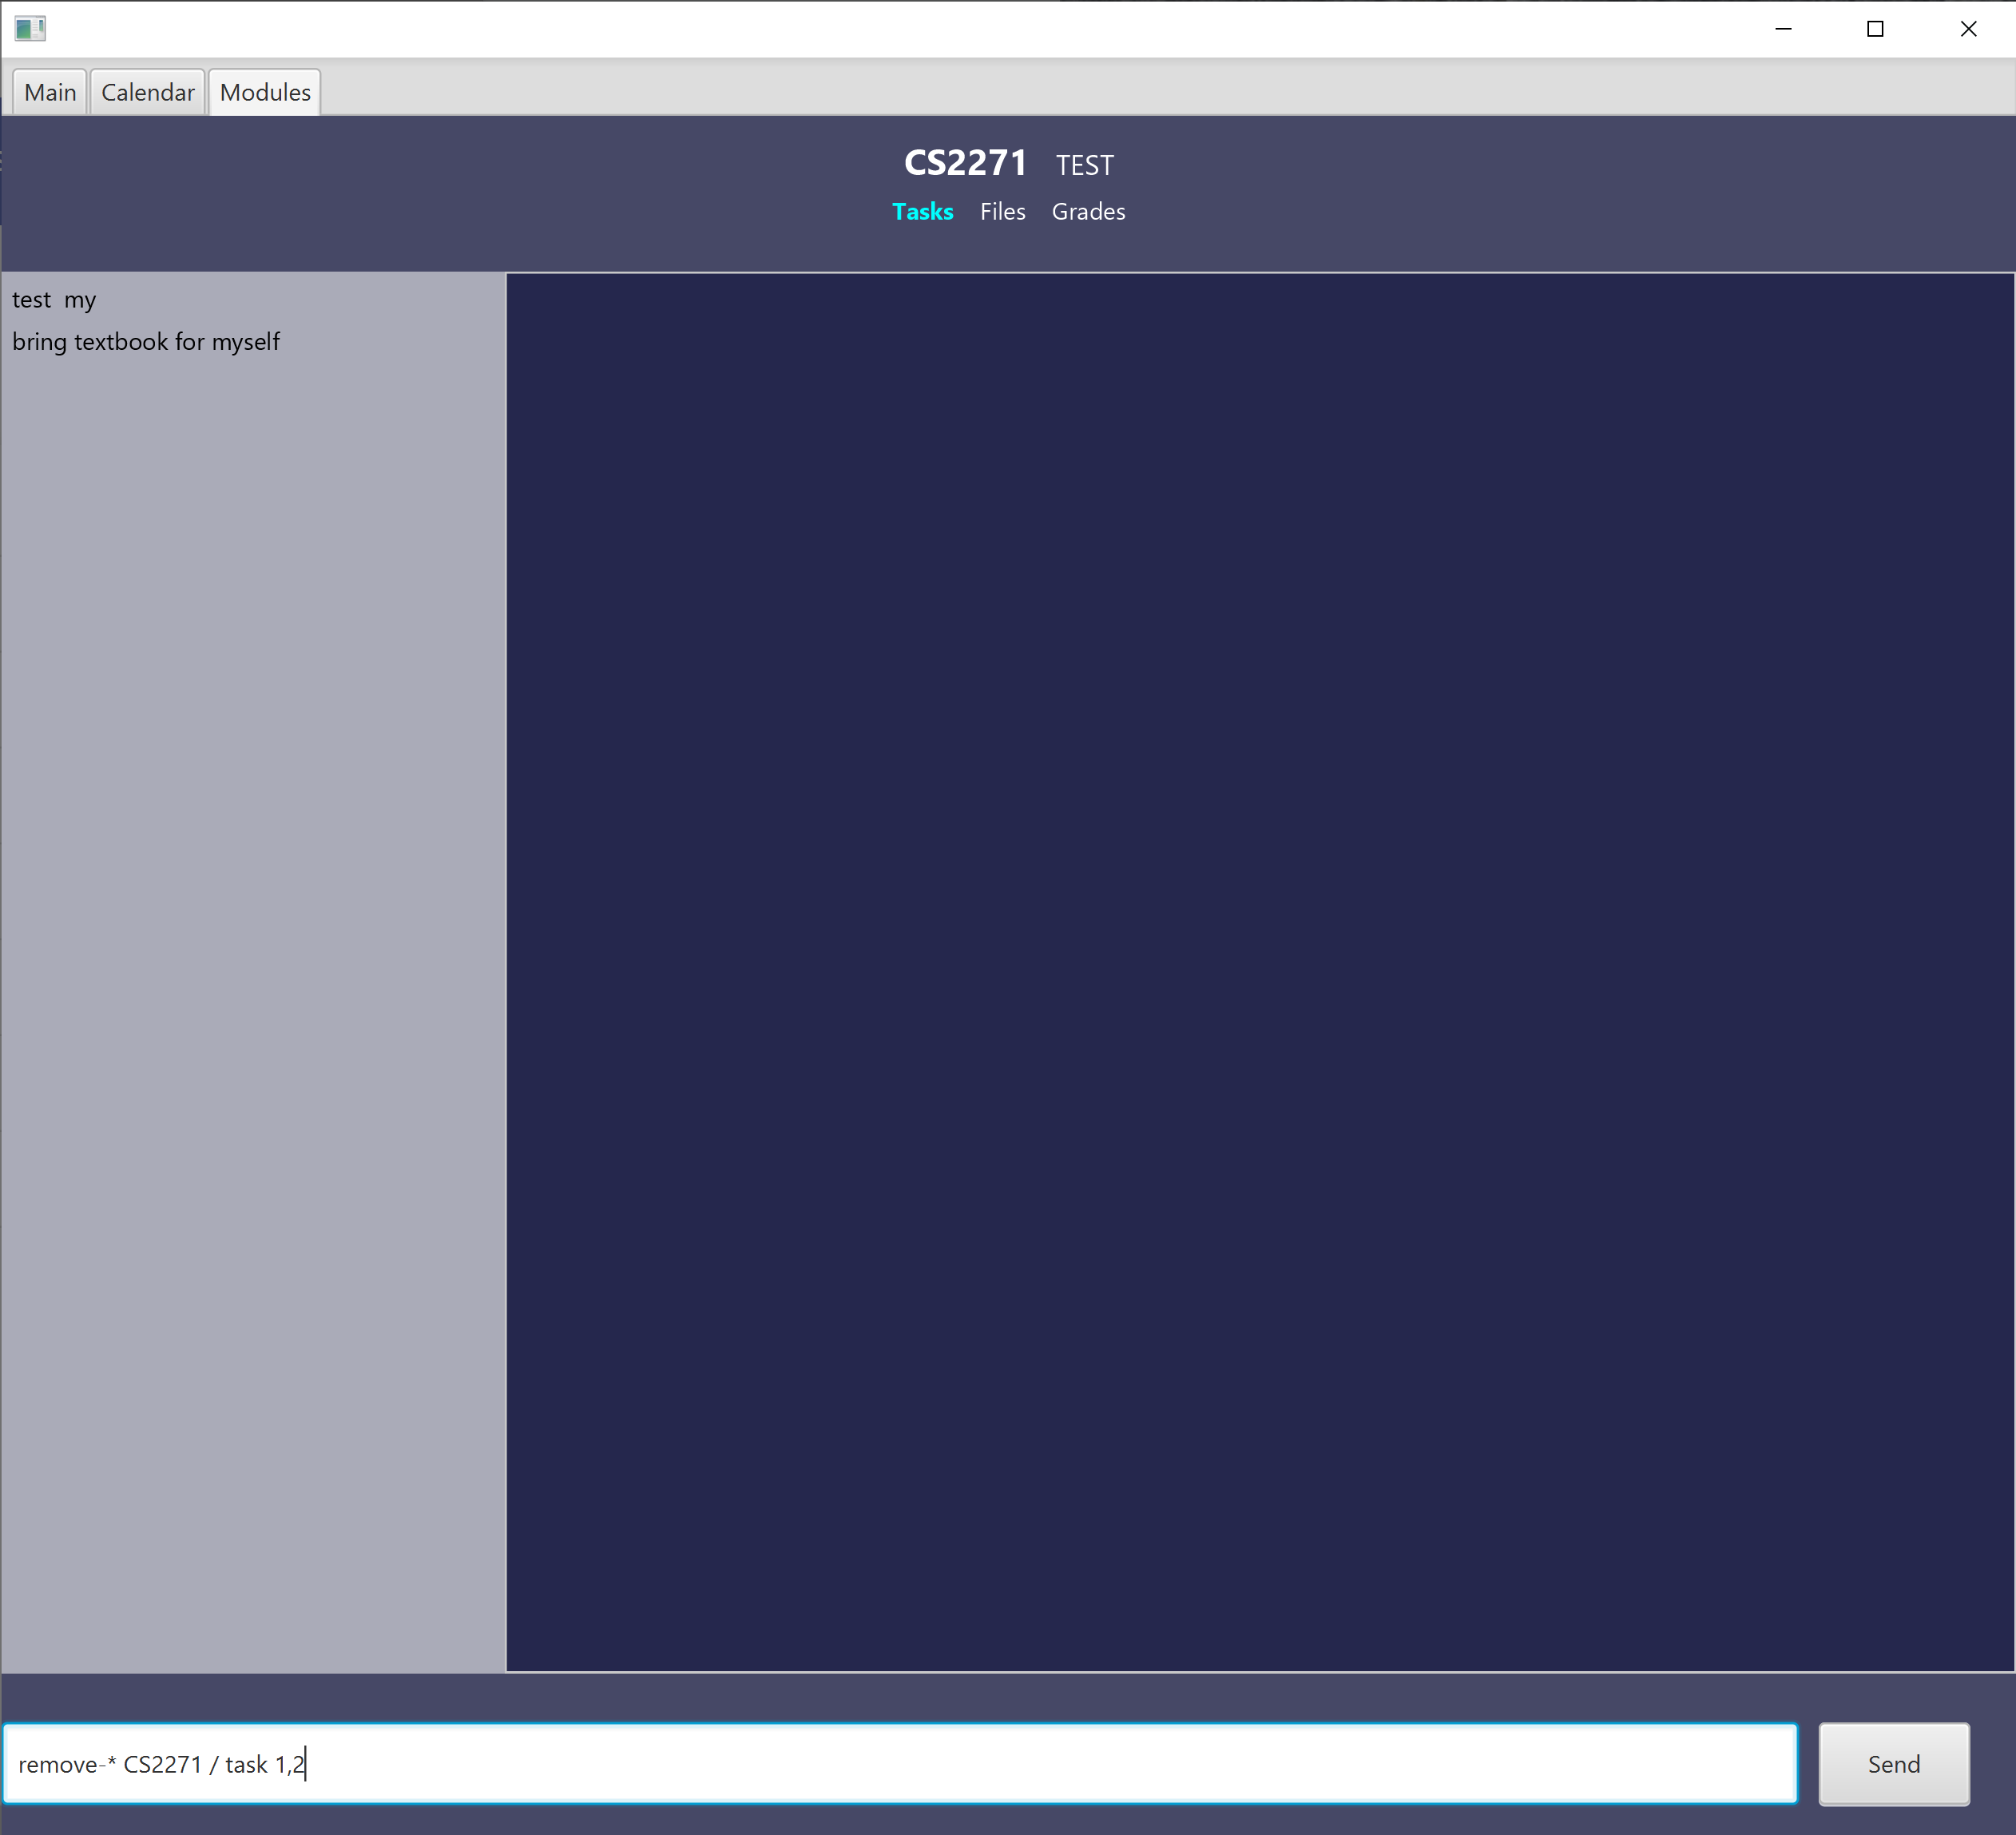 Main Calendar Modules
CS2271 TEST
Tasks Files Grades
test  my
bring textbook for myself
remove-* CS2271 / task 1,2
Send